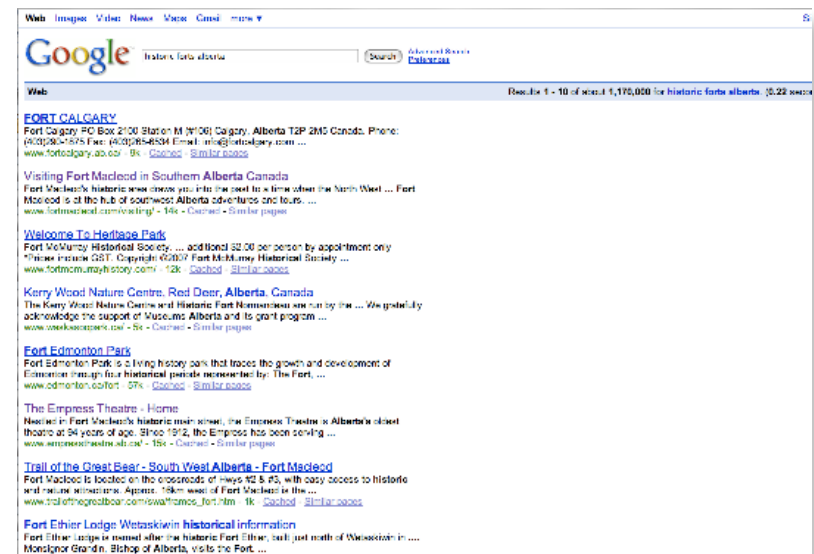 Web Images Video News Maps Gmail more ▼
Google historic forts alberta Search Advanced Search
Preferences
Web Results 1 - 10 of about 1,170,000 for historic forts alberta. (0.22 seco
FORT CALGARY
Fort Calgary PO Box 2100 Station M (#106) Calgary, Alberta T2P 2M5 Canada. Phone:
(403)290-1875 Fax: (403)265-6534 Email: info@fortcalgary.com ...
www.fortcalgary.ab.ca/ - 9k - Cached - Similar pages
Visiting Fort Macleod in Southern Alberta Canada
Fort Macleod's historic area draws you into the past to a time when the North West ... Fort
Macleod is at the hub of southwest Alberta adventures and tours. ...
www.fortmacleod.com/visiting/ - 14k - Cached - Similar pages
Welcome To Heritage Park
Fort McMurray Historical Society. ... additional $2.00 per person by appointment only
*Prices include GST. Copyright ©2007 Fort McMurray Historical Society ...
www.fortmcmurrayhistory.com/ - 12k - Cached - Similar pages
Kerry Wood Nature Centre, Red Deer, Alberta, Canada
The Kerry Wood Nature Centre and Historic Fort Normandeau are run by the ... We gratefully
acknowledge the support of Museums Alberta and its grant program ...
www.waskasoopark.ca/ - 5k - Cached - Similar pages
Fort Edmonton Park
Fort Edmonton Park is a living history park that traces the growth and development of
Edmonton through four historical periods represented by: The Fort, ...
www.edmonton.ca/fort - 57k - Cached - Similar pages
The Empress Theatre - Home
Nestled in Fort Macleod's historic main street, the Empress Theatre is Alberta's oldest
theatre at 94 years of age. Since 1912, the Empress has been serving ...
www.empresstheatre.ab.ca/ - 15k - Cached - Similar pages
Trail of the Great Bear - South West Alberta - Fort Macleod
Fort Macleod is located on the crossroads of Hwys #2 & #3, with easy access to historic
and natural attractions. Approx. 16km west of Fort Macleod is the ...
www.trailofthegreatbear.com/swa/frames_fort.htm - 1k - Cached - Similar pages
Fort Ethier Lodge Wetaskiwin historical information
Fort Ethier Lodge is named after the historic Fort Ethier, built just north of Wetaskiwin in ....
Monsignor Grandin, Bishop of Alberta, visits the Fort. ...